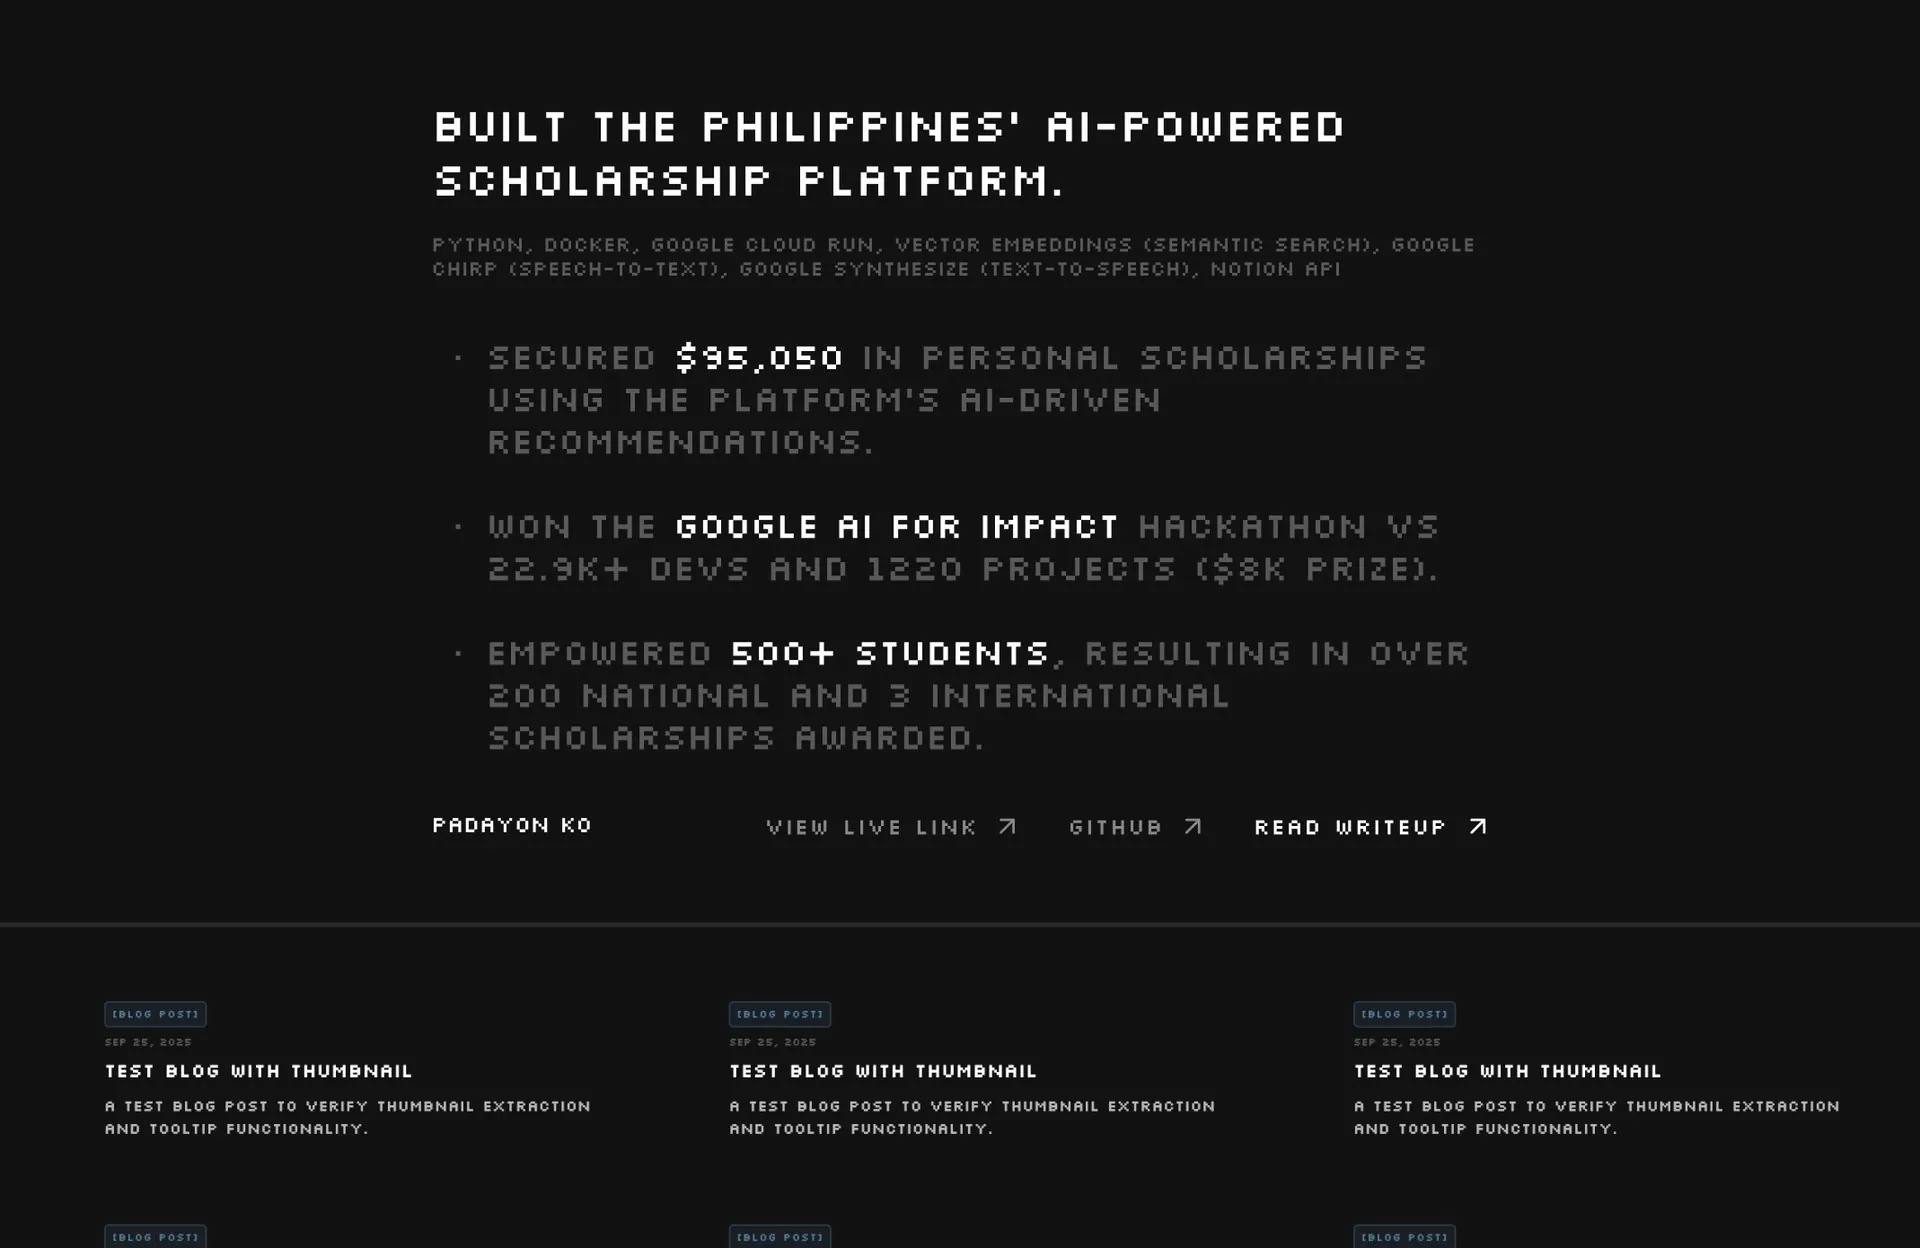 BUILT THE PHILIPPINES' AI-POWERED
SCHOLARSHIP PLATFORM.
PYTHON, DOCKER, GOOGLE CLOUD RUN, VECTOR EMBEDDINGS (SEMANTIC SEARCH), GOOGLE
CHIRP (SPEECH-TO-TEXT), GOOGLE SYNTHESIZE (TEXT-TO-SPEECH), NOTION API
· SECURED $95,050 IN PERSONAL SCHOLARSHIPS
USING THE PLATFORM'S AI-DRIVEN
RECOMMENDATIONS.
· WON THE GOOGLE AI FOR IMPACT HACKATHON VS
22.9K+ DEVS AND 1220 PROJECTS ($8K PRIZE).
· EMPOWERED 500+ STUDENTS, RESULTING IN OVER
200 NATIONAL AND 3 INTERNATIONAL
SCHOLARSHIPS AWARDED.
PADAYON KO VIEW LIVE LINK GITHUB READ WRITEUP
[BLOG POST]
SEP 25, 2025
TEST BLOG WITH THUMBNAIL
A TEST BLOG POST TO VERIFY THUMBNAIL EXTRACTION
AND TOOLTIP FUNCTIONALITY.
[BLOG POST]
SEP 25, 2025
TEST BLOG WITH THUMBNAIL
A TEST BLOG POST TO VERIFY THUMBNAIL EXTRACTION
AND TOOLTIP FUNCTIONALITY.
[BLOG POST]
SEP 25, 2025
TEST BLOG WITH THUMBNAIL
A TEST BLOG POST TO VERIFY THUMBNAIL EXTRACTION
AND TOOLTIP FUNCTIONALITY.
[BLOG POST]
[BLOG POST]
[BLOG POST]